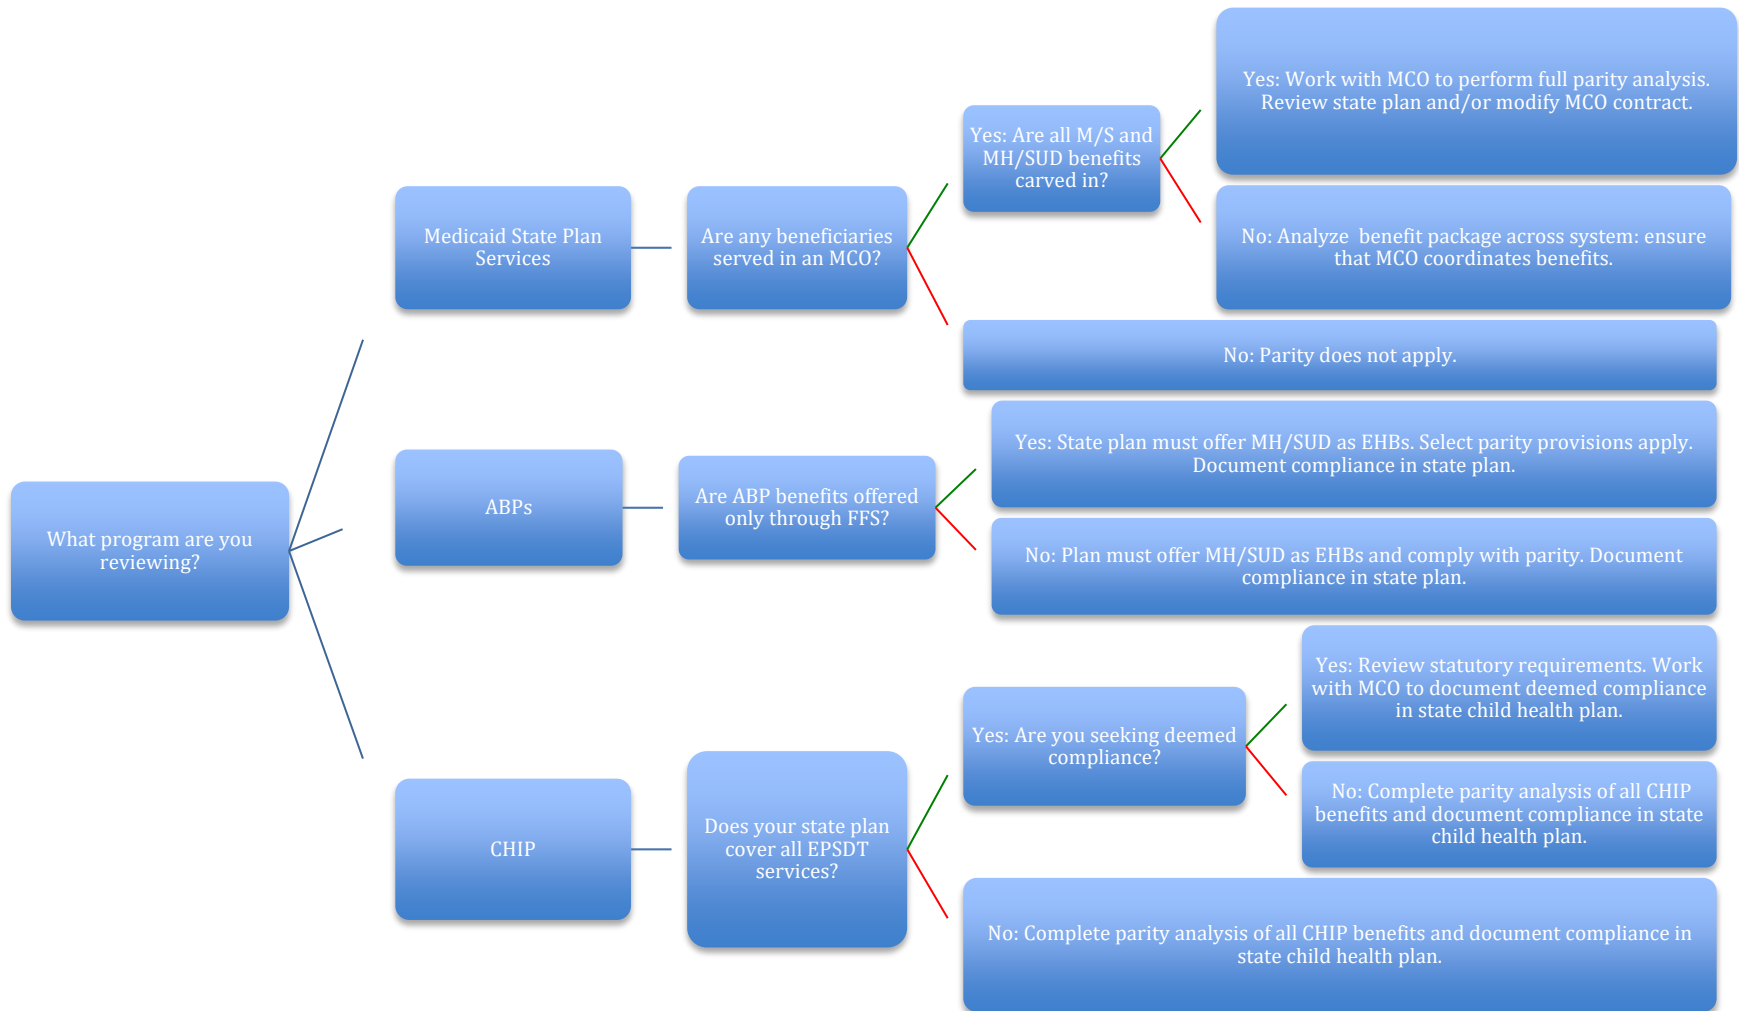 What program are you
reviewing?
Medicaid State Plan
Services
Are any beneficiaries
served in an MCO?
Yes: Are all M/S and
MH/SUD benefits
carved in?
Yes: Work with MCO to perform full parity analysis.
Review state plan and/or modify MCO contract.
No: Analyze benefit package across system: ensure
that MCO coordinates benefits.
No: Parity does not apply.
ABPs
Are ABP benefits offered
only through FFS?
Yes: State plan must offer MH/SUD as EHBs. Select parity provisions apply.
Document compliance in state plan.
No: Plan must offer MH/SUD as EHBs and comply with parity. Document
compliance in state plan.
CHIP
Does your state plan
cover all EPSDT
services?
Yes: Are you seeking deemed
compliance?
Yes: Review statutory requirements. Work
with MCO to document deemed compliance
in state child health plan.
No: Complete parity analysis of all CHIP
benefits and document compliance in state
child health plan.
No: Complete parity analysis of all CHIP benefits and document compliance in
state child health plan.